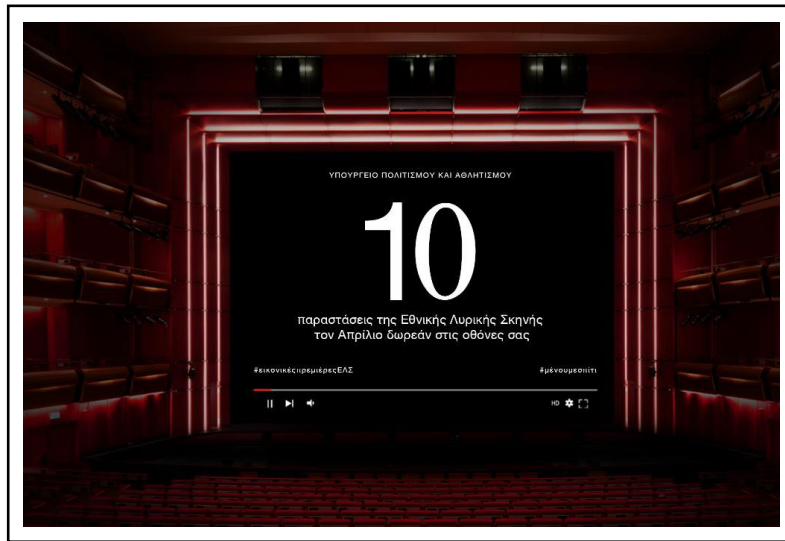 ΥΠΟΥΡΓΕΙΟ ΠΟΛΙΤΙΣΜΟΥ ΚΑΙ ΑΘΛΗΤΙΣΜΟΥ
10
παραστάσεις της Εθνικής Λυρικής Σκηνής
τον Απρίλιο δωρεάν στις οθόνες σας
#εικονικέςπρεμιέρεςΕΛΣ
#μένουμεσπίτι
HD